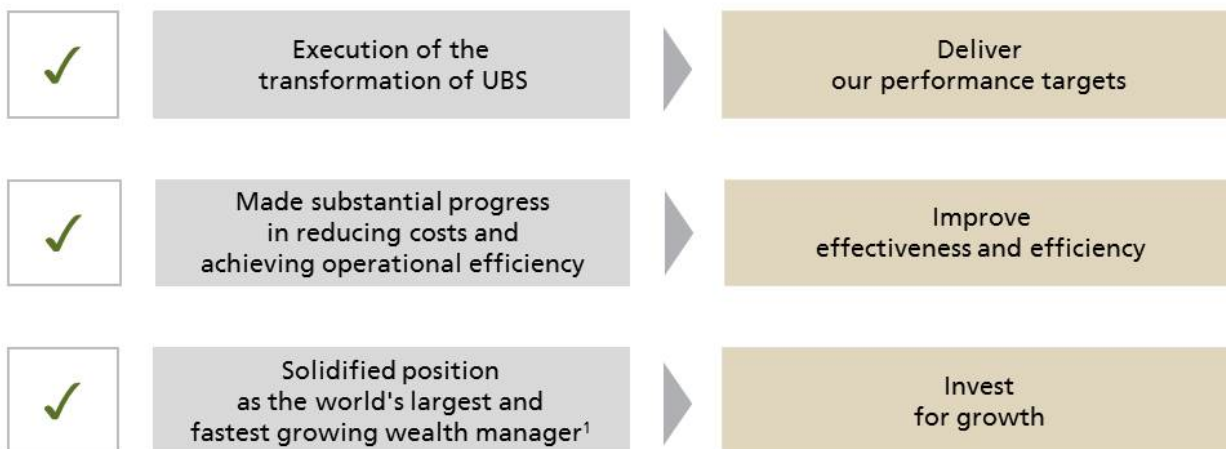 Execution of the
transformation of UBS
Deliver
our performance targets
Made substantial progress
in reducing costs and
achieving operational efficiency
Improve
effectiveness and efficiency
Solidified position
as the world's largest and
fastest growing wealth manager¹
Invest
for growth